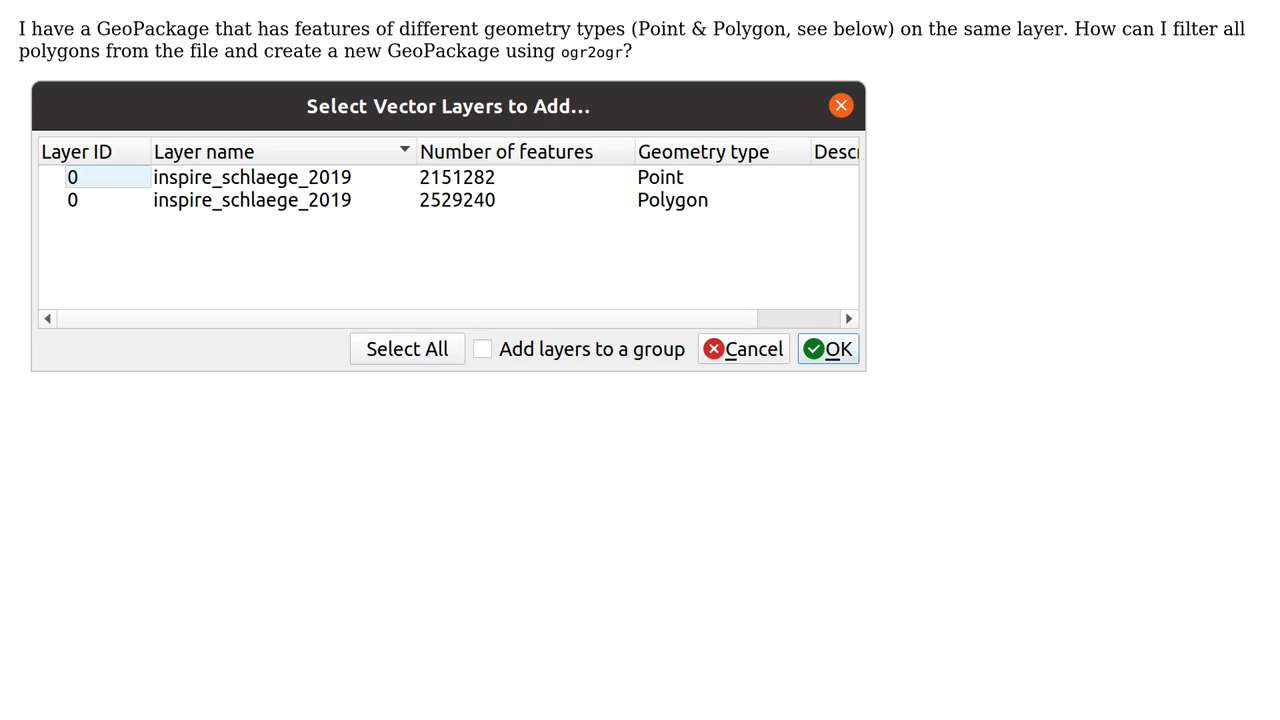 I have a GeoPackage that has features of different geometry types (Point & Polygon, see below) on the same layer. How can I filter all
polygons from the file and create a new GeoPackage using ogr2ogr?
Select Vector Layers to Add…
Layer ID Layer name Number of features Geometry type Descr
0 inspire_schlaege_2019 2151282 Point
0 inspire_schlaege_2019 2529240 Polygon
Select All Add layers to a group Cancel OK